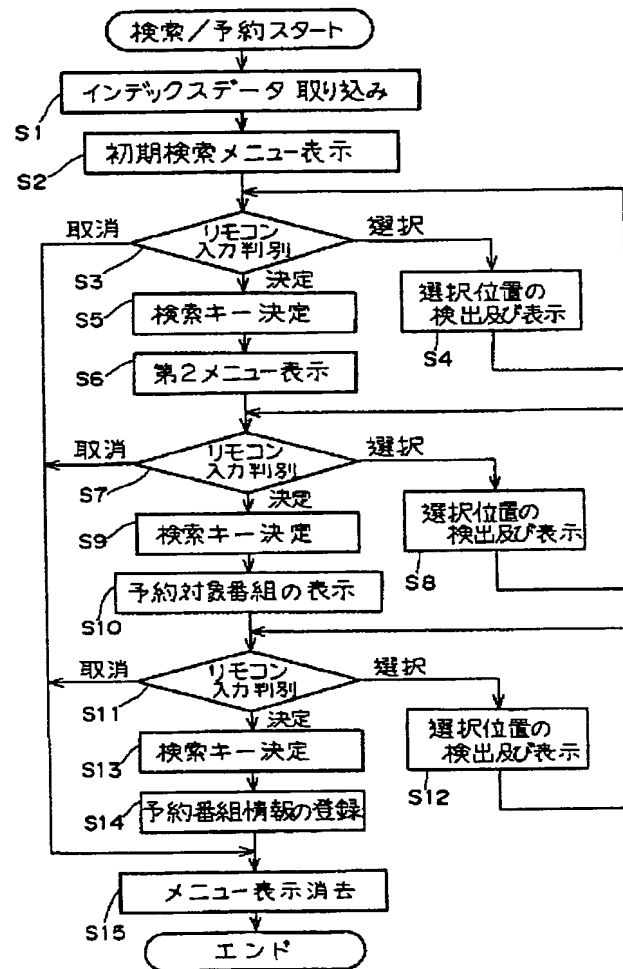 検索／予約スタート
インデックスデータ 取り込み
S1
初期検索メニュー表示
S2
取消
リモコン
入力判別
選択
S3
決定
選択位置の
検出及び表示
S4
検索キー決定
S5
第2メニュー表示
S6
取消
リモコン
入力判別
選択
S7
決定
選択位置の
検出及び表示
S8
検索キー決定
S9
予約対象番組の表示
S10
取消
リモコン
入力判別
選択
S11
決定
選択位置の
検出及び表示
S12
検索キー決定
S13
予約番組情報の登録
S14
メニュー表示消去
S15
エンド